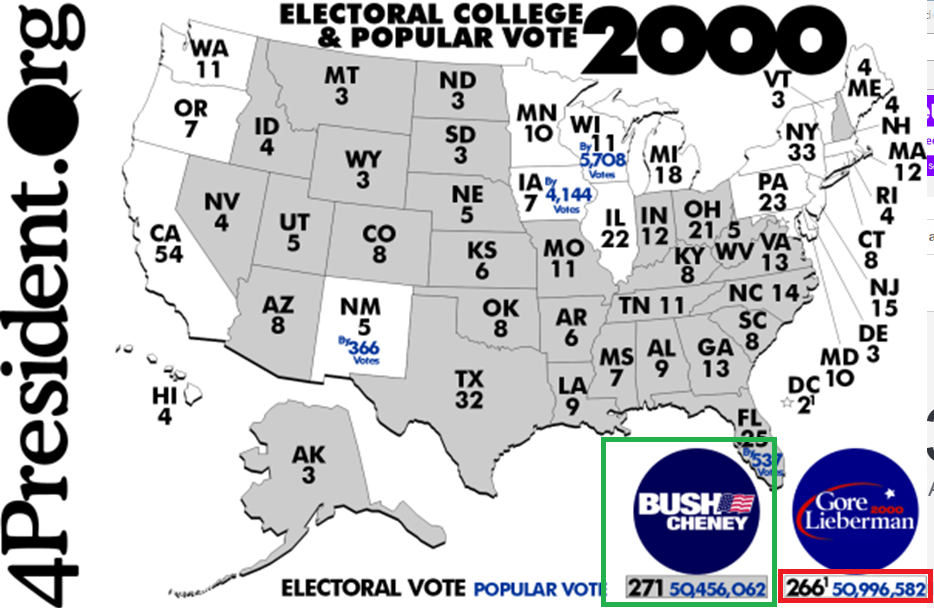 4President.org
ELECTORAL COLLEGE
& POPULAR VOTE
2000
WA
11
OR
7
MT
3
ID
4
ND
3
SD
3
WY
3
NE
5
NV
4
UT
5
CO
8
KS
6
CA
54
AZ
8
NM
5
By 366
Votes
OK
8
TX
32
MN
10
WI
11
By
5,708
Votes
IA
7
By
4,144
Votes
MI
18
IL
22
IN
12
OH
21
5
WV
MO
11
KY
8
VA
13
TN 11
NC 14
AR
6
SC
8
MS
7
AL
9
GA
13
LA
9
FL
25
By 537
Votes
VT
3
4
ME
4
NH
NY
33
MA
12
PA
23
RI
4
CT
8
NJ
15
DE
3
MD
10
DC
2¹
HI
4
AK
3
BUSH
CHENEY
Gore
2000
Lieberman
ELECTORAL VOTE POPULAR VOTE
271 50,456,062
266¹ 50,996,582